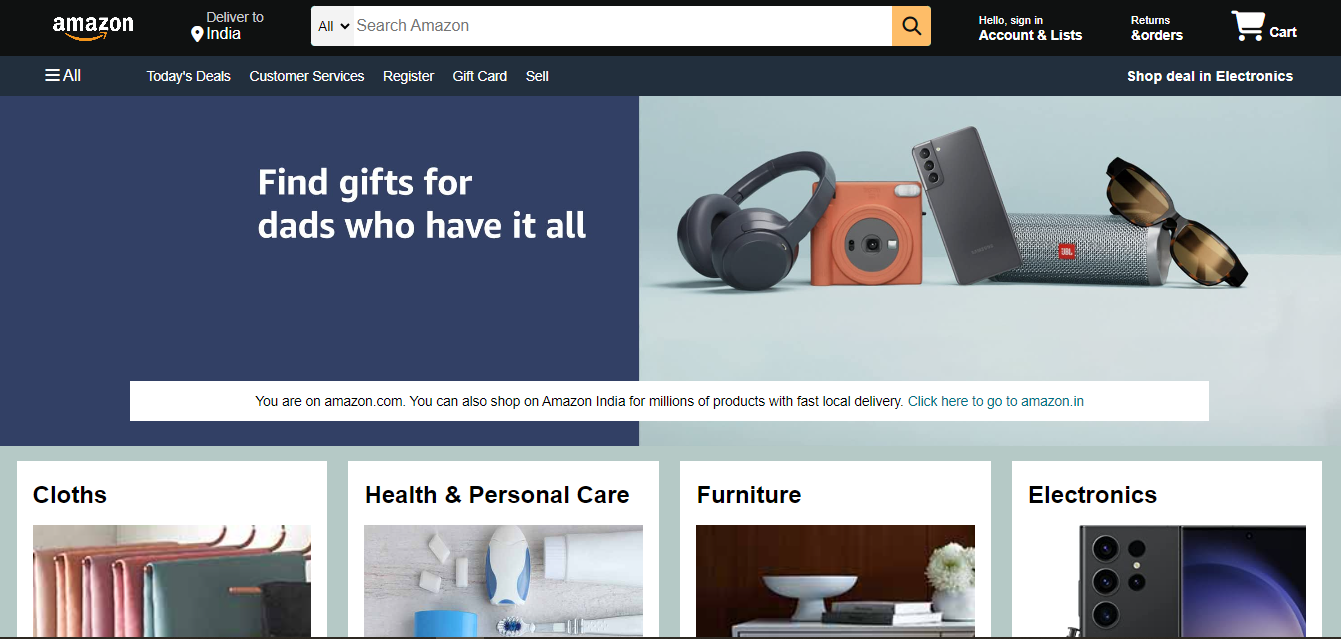 amazon
Deliver to
India
All
Search Amazon
Hello, sign in
Account & Lists
Returns
&orders
Cart
All
Today's Deals
Customer Services
Register
Gift Card
Sell
Shop deal in Electronics
Find gifts for
dads who have it all
JBL
SAMSUNG
You are on amazon.com. You can also shop on Amazon India for millions of products with fast local delivery. Click here to go to amazon.in
Cloths
Health & Personal Care
Furniture
Electronics